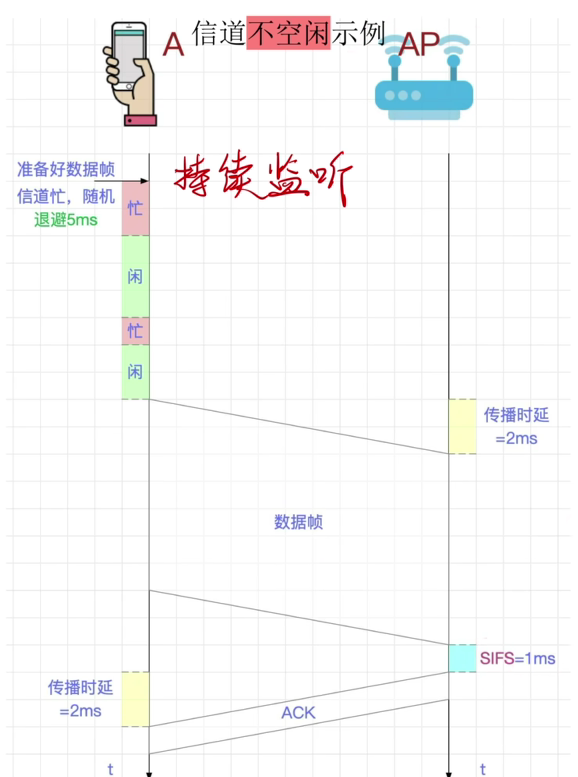 信道不空闲示例
A
AP
准备好数据帧
信道忙，随机
退避5ms
持续监听
忙
闲
忙
闲
传播时延
=2ms
数据帧
SIFS=1ms
传播时延
=2ms
ACK
t
t